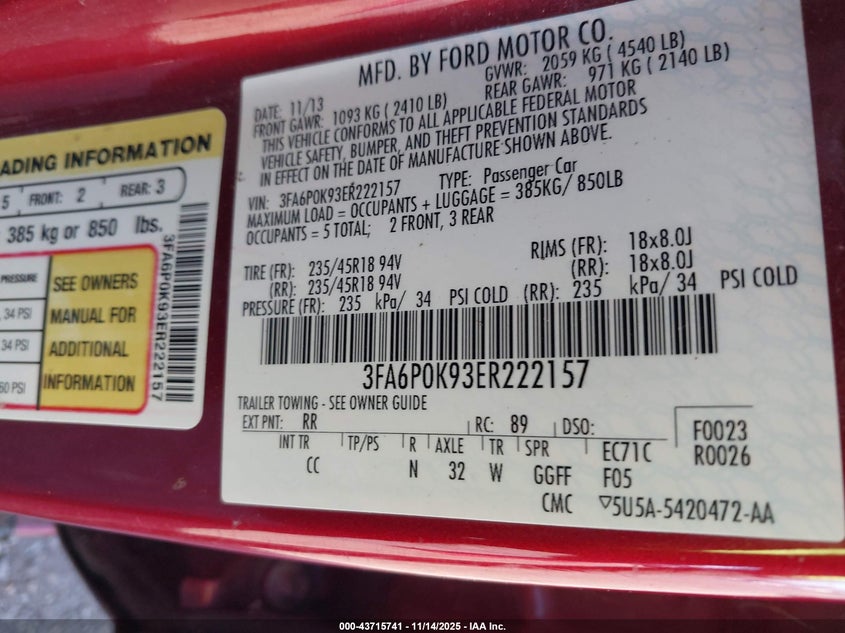 MFD. BY FORD MOTOR CO.
DATE: 11/13 GVWR: 2059 KG ( 4540 LB)
FRONT GAWR: 1093 KG ( 2410 LB) REAR GAWR: 971 KG ( 2140 LB)
THIS VEHICLE CONFORMS TO ALL APPLICABLE FEDERAL MOTOR
VEHICLE SAFETY, BUMPER, AND THEFT PREVENTION STANDARDS
IN EFFECT ON THE DATE OF MANUFACTURE SHOWN ABOVE.
VIN: 3FA6P0K93ER222157 TYPE: Passenger Car
MAXIMUM LOAD = OCCUPANTS + LUGGAGE = 385KG/ 850LB
OCCUPANTS = 5 TOTAL; 2 FRONT, 3 REAR
TIRE (FR): 235/45R18 94V RIMS (FR): 18x8.0J
(RR): 235/45R18 94V (RR): 18x8.0J
PRESSURE (FR): 235 kPa/ 34 PSI COLD (RR): 235 kPa/ 34 PSI COLD
3FA6P0K93ER222157
TRAILER TOWING - SEE OWNER GUIDE
EXT PNT: RR RC: 89 DSO: F0023
INT TR TP/PS R AXLE TR SPR EC71C R0026
CC N 32 W GGFF F05
CMC ▽5U5A-5420472-AA
ADING INFORMATION
5 FRONT: 2 REAR: 3
385 kg or 850 lbs.
3FA6P0K93ER222157
PRESSURE
34 PSI
34 PSI
60 PSI
SEE OWNERS
MANUAL FOR
ADDITIONAL
INFORMATION
000-43715741 - 11/14/2025 - IAA Inc.